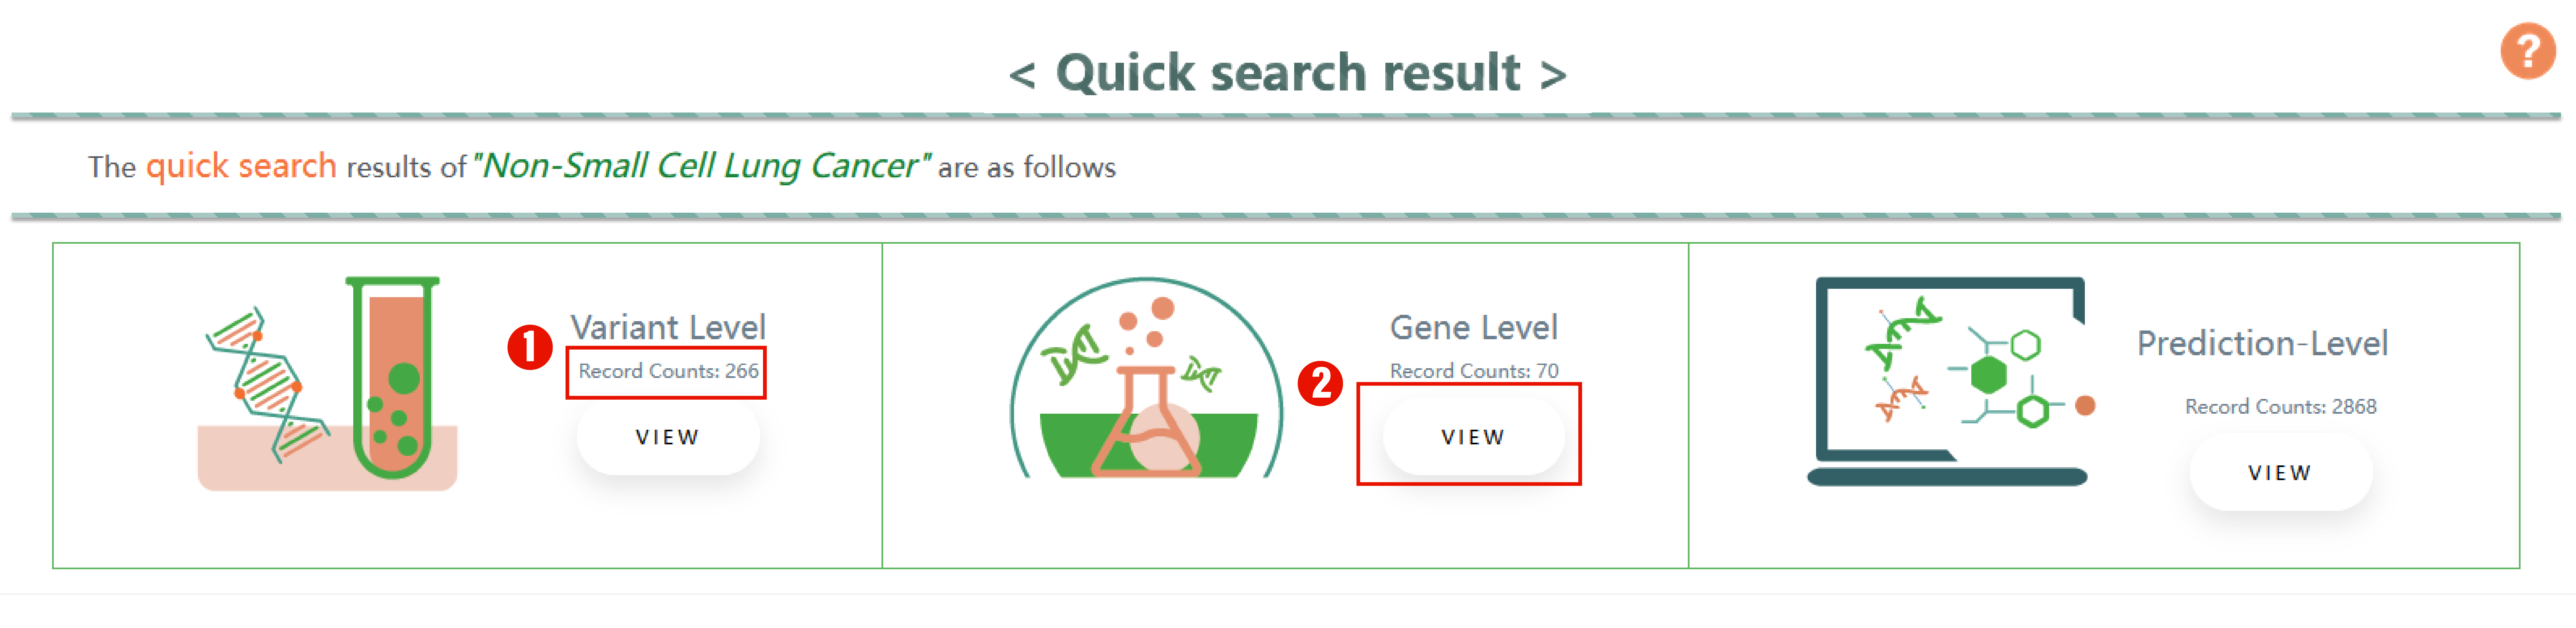 ?
< Quick search result >
The quick search results of "Non-Small Cell Lung Cancer" are as follows
1
Variant Level
Record Counts: 266
VIEW
2
Gene Level
Record Counts: 70
VIEW
Prediction-Level
Record Counts: 2868
VIEW